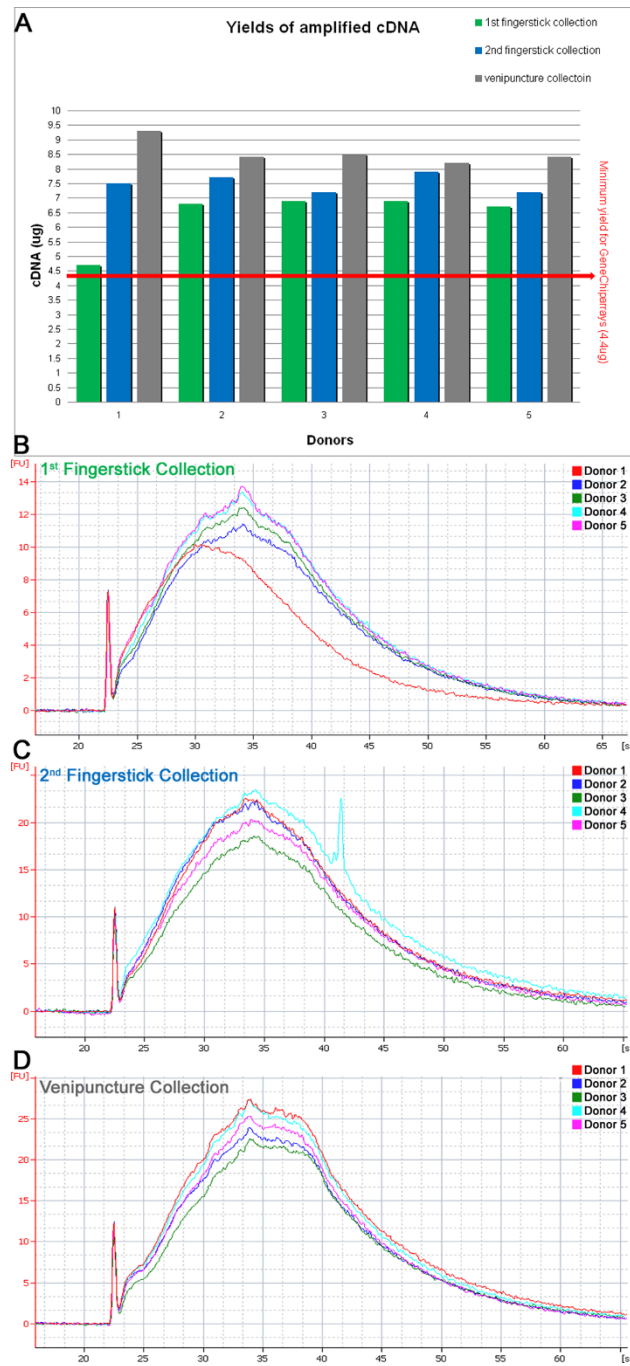 A
Yields of amplified cDNA
1st fingerstick collection
2nd fingerstick collection
venipuncture collectoin
10
9.5
9
8.5
8
7.5
7
6.5
6
5.5
5
4.5
4
3.5
3
2.5
2
1.5
1
0.5
0
cDNA (ug)
Minimum yield for GeneChiparrays (4.4ug)
1 2 3 4 5
Donors
B
[FU]
1st Fingerstick Collection
Donor 1
Donor 2
Donor 3
Donor 4
Donor 5
14
12
10
8
6
4
2
0
20 25 30 35 40 45 50 55 60 65 [s
C
[FU]
2nd Fingerstick Collection
Donor 1
Donor 2
Donor 3
Donor 4
Donor 5
20
15
10
5
0
20 25 30 35 40 45 50 55 60 [s
D
[FU]
Venipuncture Collection
Donor 1
Donor 2
Donor 3
Donor 4
Donor 5
25
20
15
10
5
0
20 25 30 35 40 45 50 55 60 [s